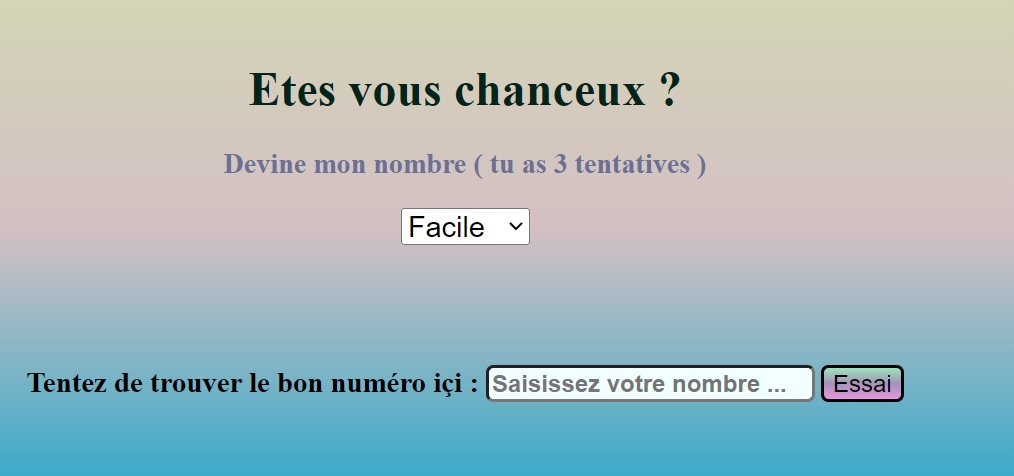 Etes vous chanceux ?
Devine mon nombre ( tu as 3 tentatives )
Facile
Tentez de trouver le bon numéro içi : Saisissez votre nombre ... Essai